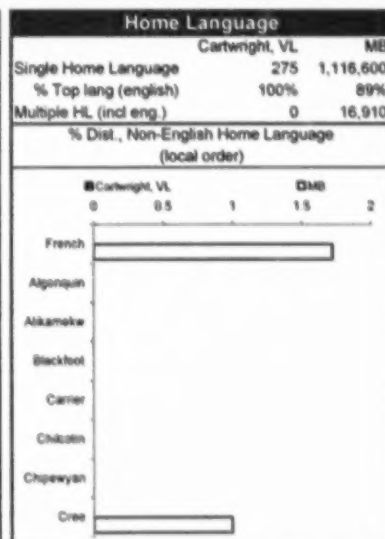 Home Language
Cartwright, VL MB
Single Home Language 275 1,116,600
% Top lang (english) 100% 89%
Multiple HL (incl eng.) 0 16,910
% Dist., Non-English Home Language
(local order)
Cartwright, VL MB
0 0.5 1 1.5 2
French
Algonquin
Atikamekw
Blackfoot
Carrier
Chilcotin
Chipewyan
Cree